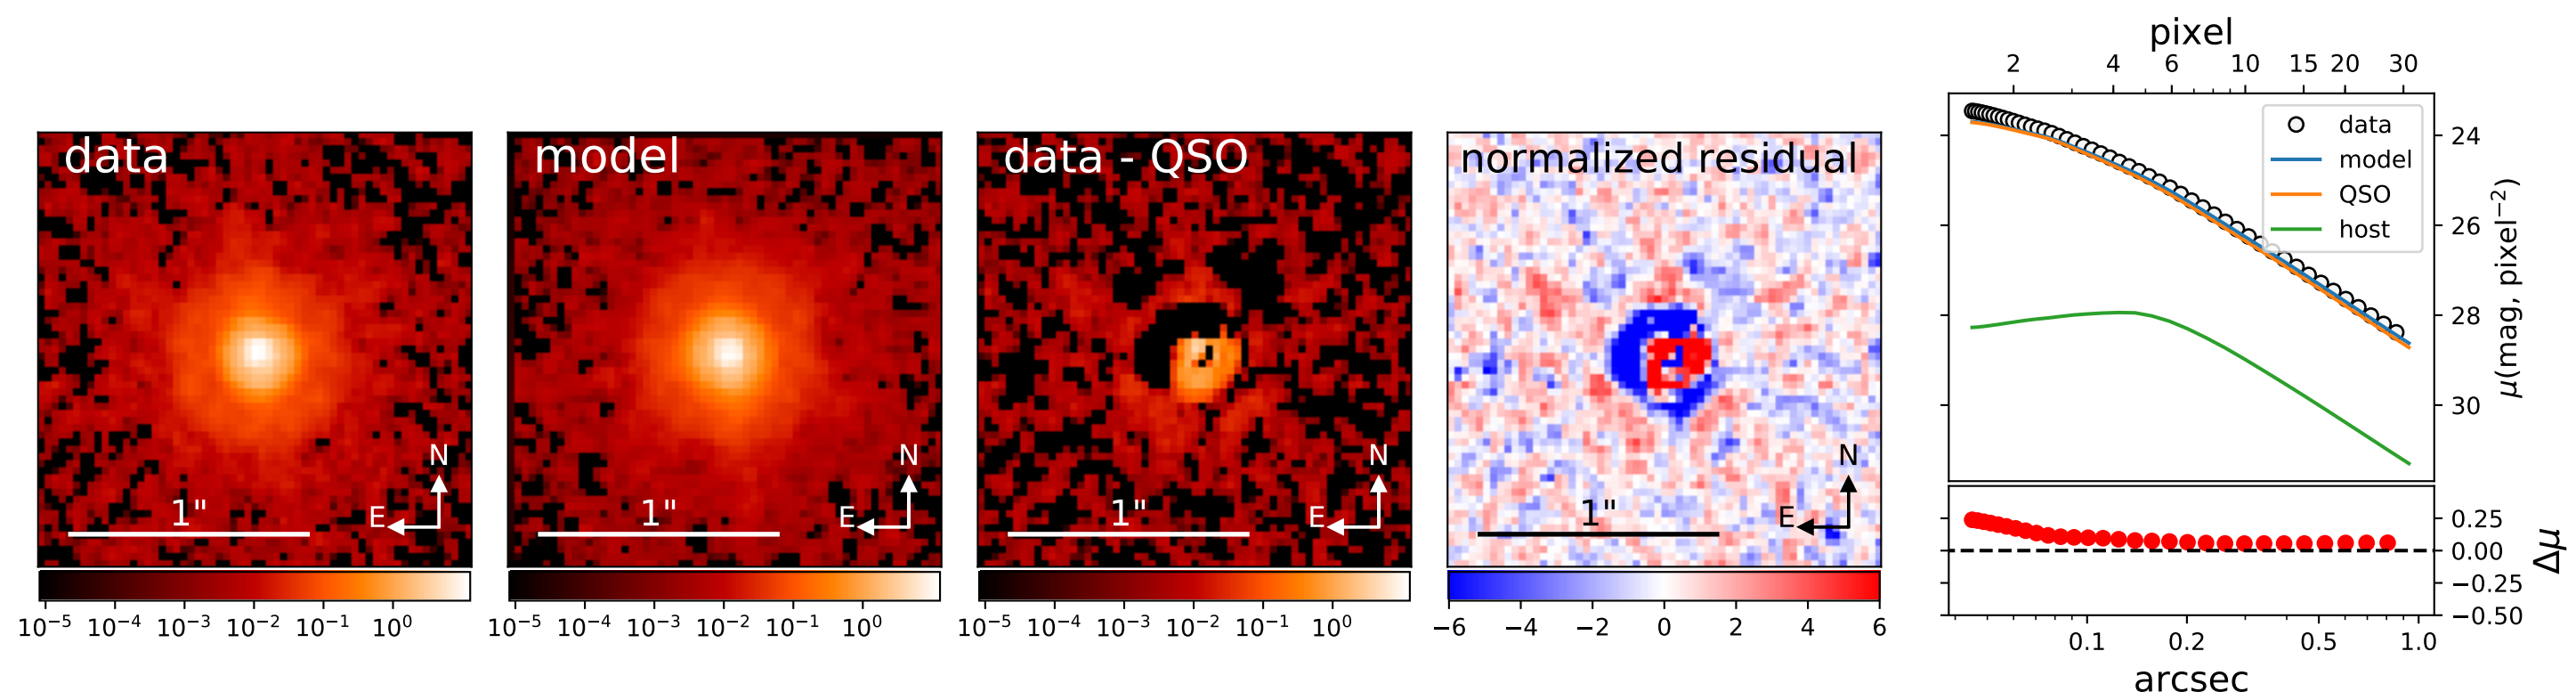 data
N
E
1"
10⁻⁵ 10⁻⁴ 10⁻³ 10⁻² 10⁻¹ 10⁰
model
N
E
1"
10⁻⁵ 10⁻⁴ 10⁻³ 10⁻² 10⁻¹ 10⁰
data - QSO
N
E
1"
10⁻⁵ 10⁻⁴ 10⁻³ 10⁻² 10⁻¹ 10⁰
normalized residual
N
E
1"
−6 −4 −2 0 2 4 6
pixel
2 4 6 10 15 20 30
data
model
QSO
host
24
26
28
30
μ(mag, pixel⁻²)
0.25
0.00
−0.25
−0.50
Δμ
0.1 0.2 0.5 1.0
arcsec